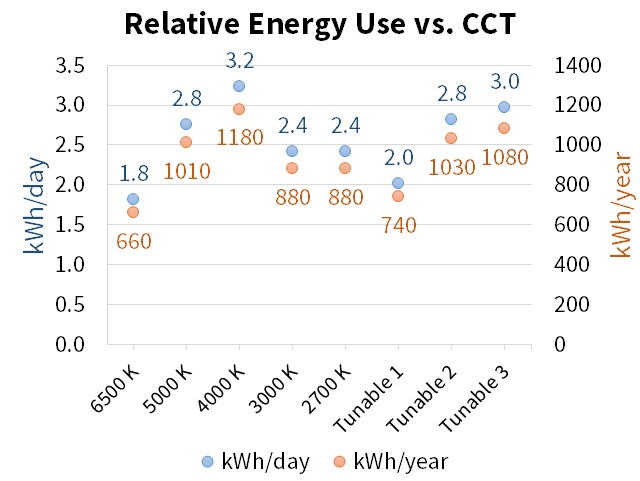 Relative Energy Use vs. CCT
3.5
3.0
2.5
2.0
1.5
1.0
0.5
0.0
kWh/day
1400
1200
1000
800
600
400
200
0
kWh/year
1.8
2.8
3.2
2.4
2.4
2.0
2.8
3.0
660
1010
1180
880
880
740
1030
1080
6500 K
5000 K
4000 K
3000 K
2700 K
Tunable 1
Tunable 2
Tunable 3
kWh/day kWh/year